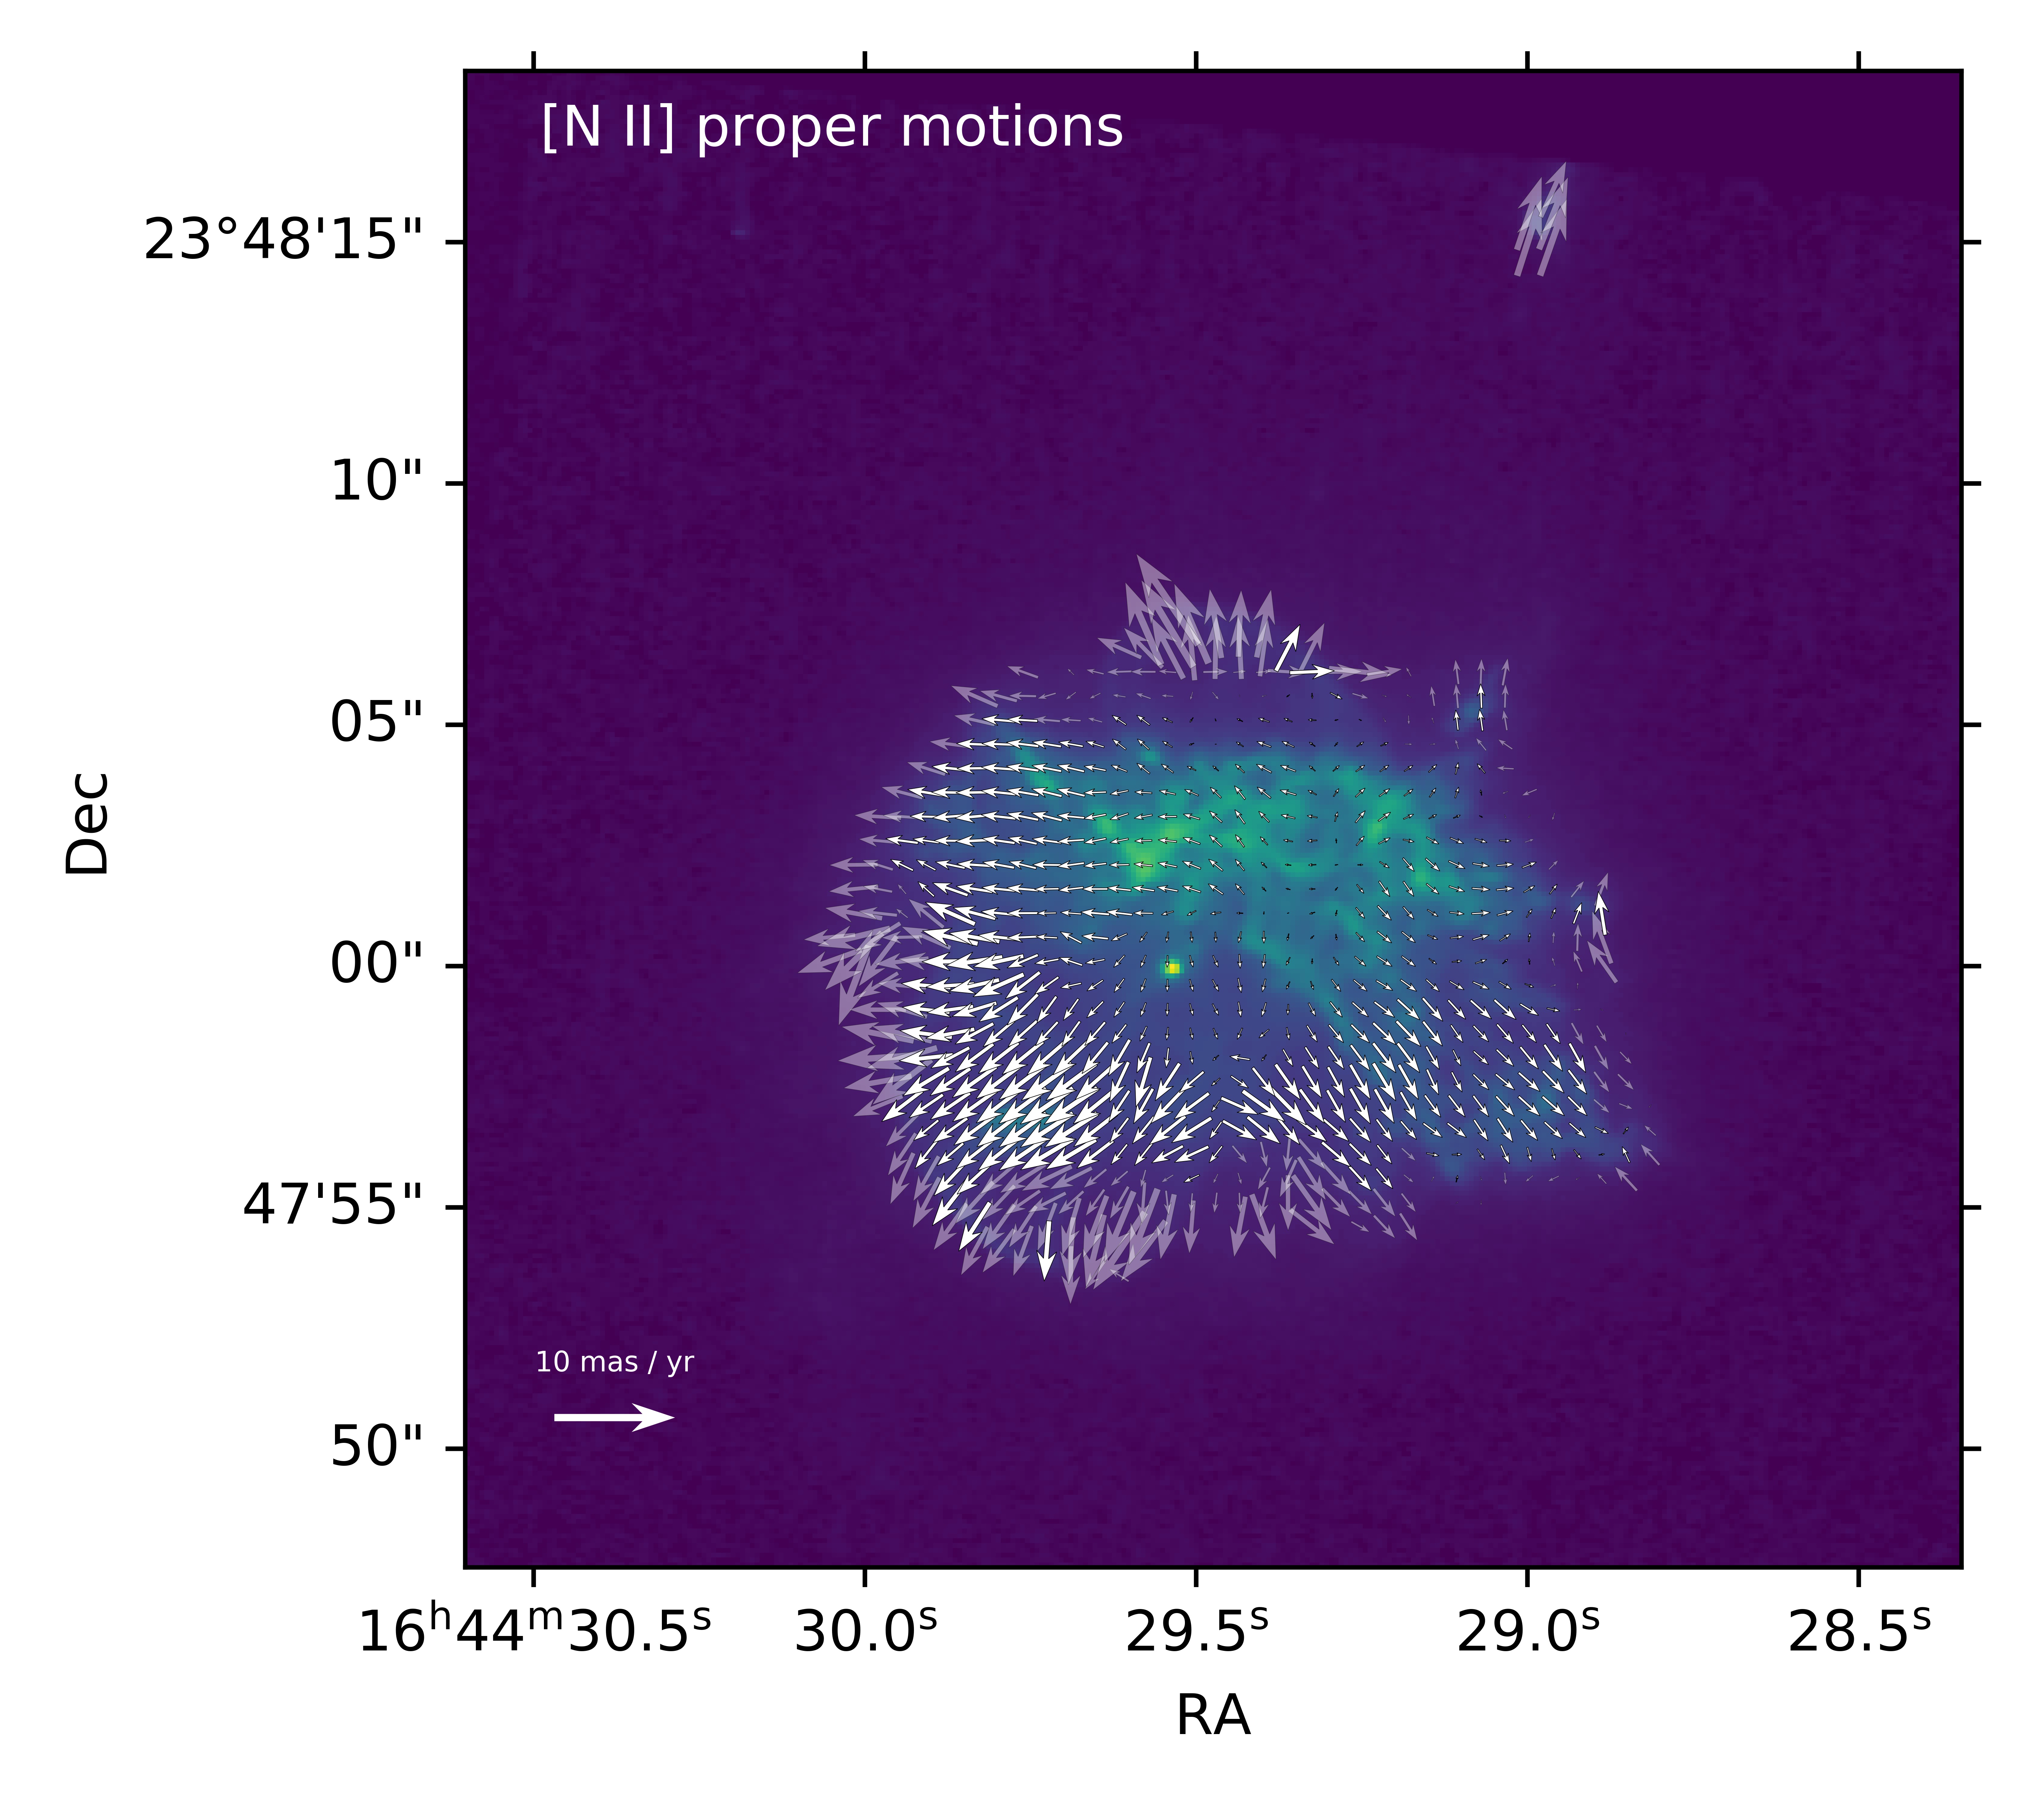 [N II] proper motions
23°48'15"
10"
05"
00"
47'55"
50"
Dec
10 mas / yr
16ʰ44ᵐ30.5ˢ 30.0ˢ 29.5ˢ 29.0ˢ 28.5ˢ
RA